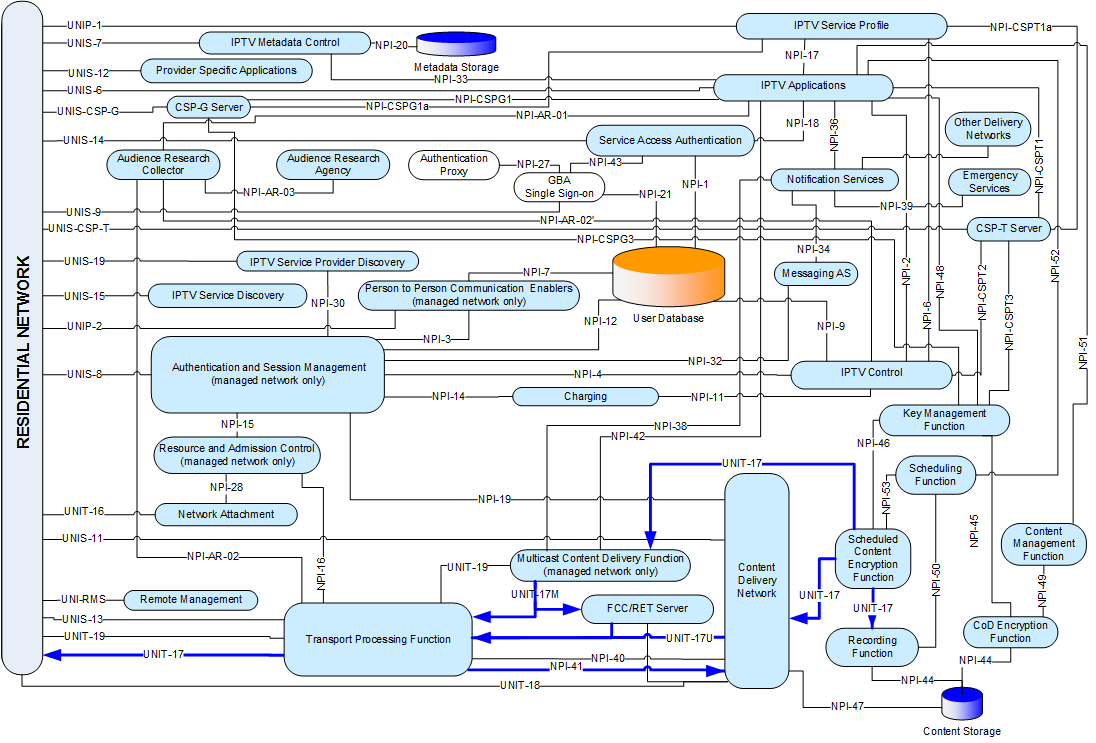 UNIP-1
IPTV Service Profile
NPI-CSPT1a
UNIS-7
IPTV Metadata Control
NPI-20
Metadata Storage
NPI-17
UNIS-12
Provider Specific Applications
NPI-33
UNIS-6
IPTV Applications
UNIS-CSP-G
CSP-G Server
NPI-CSPG1a
NPI-CSPG1
NPI-AR-01
NPI-18
NPI-36
Other Delivery
Networks
NPI-CSPT1
UNIS-14
Service Access Authentication
Audience Research
Collector
Audience Research
Agency
Authentication
Proxy
NPI-27
NPI-43
GBA
Single Sign-on
NPI-21
NPI-1
Notification Services
Emergency
Services
NPI-AR-03
NPI-39
UNIS-9
NPI-AR-02'
UNIS-CSP-T
NPI-CSPG3
CSP-T Server
NPI-34
NPI-2
NPI-48
NPI-52
UNIS-19
IPTV Service Provider Discovery
NPI-7
Messaging AS
UNIS-15
IPTV Service Discovery
NPI-30
Person to Person Communication Enablers
(managed network only)
User Database
NPI-CSPT2
NPI-CSPT3
NPI-6
UNIP-2
NPI-12
NPI-9
NPI-3
NPI-51
RESIDENTIAL NETWORK
UNIS-8
Authentication and Session Management
(managed network only)
NPI-32
NPI-4
IPTV Control
NPI-14
Charging
NPI-11
NPI-15
Key Management
Function
NPI-38
NPI-42
NPI-46
Resource and Admission Control
(managed network only)
UNIT-17
NPI-28
Scheduling
Function
NPI-53
NPI-19
UNIT-16
Network Attachment
NPI-45
UNIS-11
Content
Management
Function
NPI-AR-02
NPI-16
UNIT-19
Multicast Content Delivery Function
(managed network only)
Content
Delivery
Network
Scheduled
Content
Encryption
Function
NPI-50
NPI-49
UNI-RMS
Remote Management
UNIT-17M
UNIT-17
UNIT-17
FCC/RET Server
UNIS-13
UNIT-19
Transport Processing Function
UNIT-17U
Recording
Function
CoD Encryption
Function
UNIT-17
NPI-40
NPI-41
NPI-44
NPI-44
UNIT-18
NPI-47
Content Storage